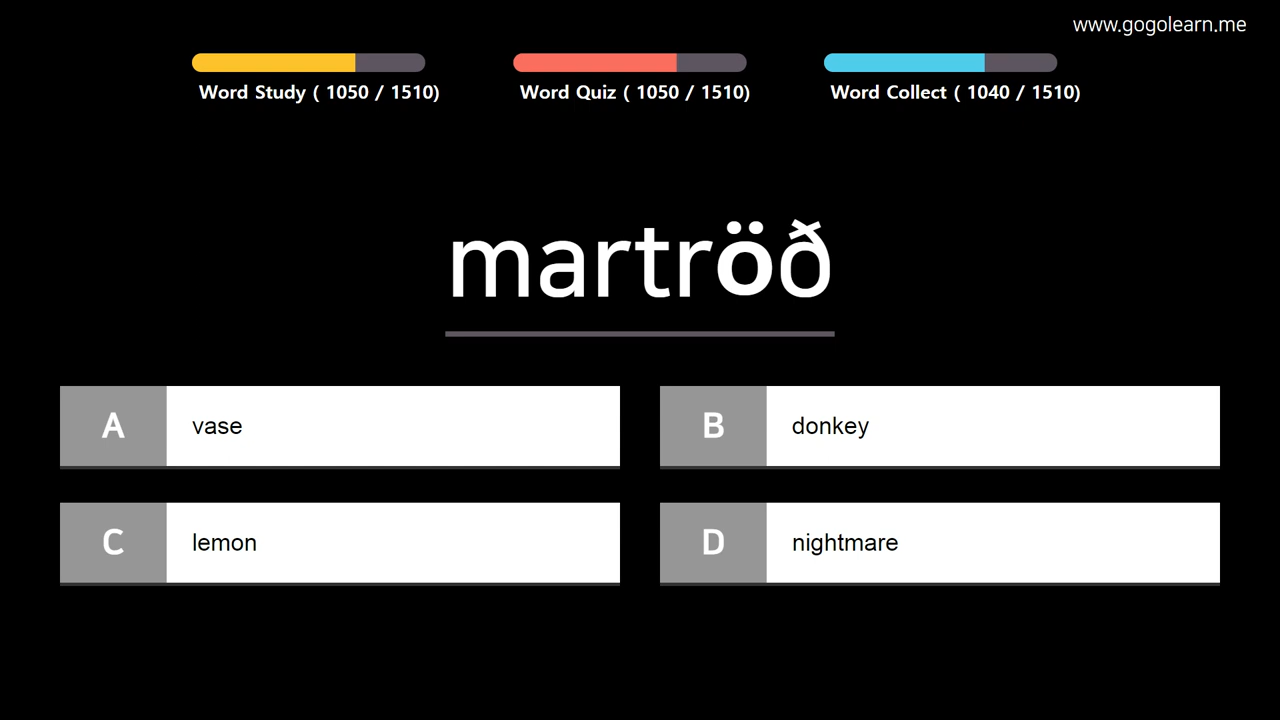 www.gogolearn.me
Word Study ( 1050 / 1510)
Word Quiz ( 1050 / 1510)
Word Collect ( 1040 / 1510)
martröð
A vase
B donkey
C lemon
D nightmare